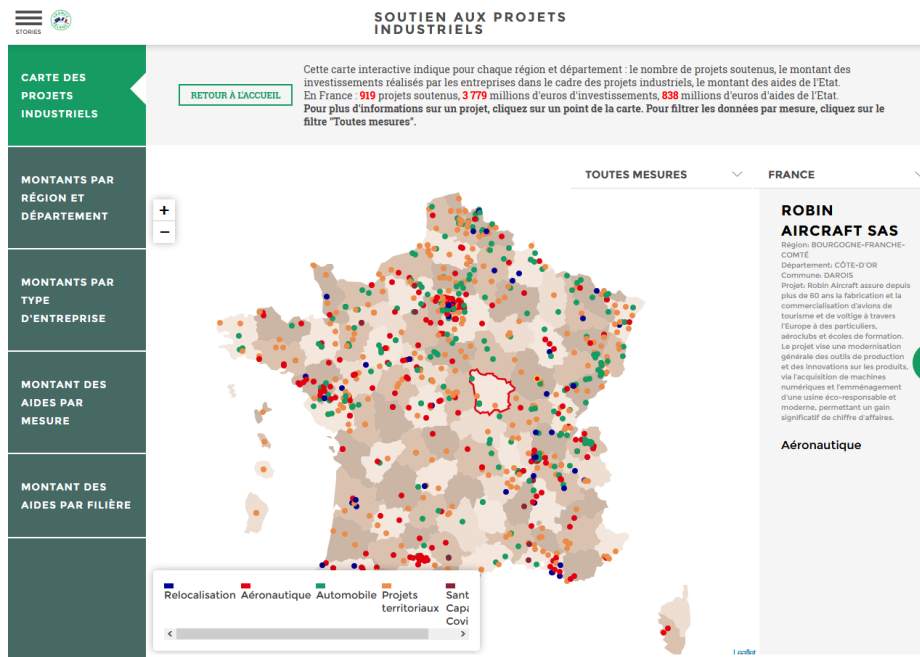 STORIES
SOUTIEN AUX PROJETS
INDUSTRIELS
CARTE DES
PROJETS
INDUSTRIELS
MONTANTS PAR
RÉGION ET
DÉPARTEMENT
MONTANTS PAR
TYPE
D'ENTREPRISE
MONTANT DES
AIDES PAR
MESURE
MONTANT DES
AIDES PAR FILIÈRE
RETOUR À L'ACCUEIL
Cette carte interactive indique pour chaque région et département : le nombre de projets soutenus, le montant des
investissements réalisés par les entreprises dans le cadre des projets industriels, le montant des aides de l'Etat.
En France : 919 projets soutenus, 3 779 millions d'euros d'investissements, 838 millions d'euros d'aides de l'Etat.
Pour plus d'informations sur un projet, cliquez sur un point de la carte. Pour filtrer les données par mesure, cliquez sur le
filtre "Toutes mesures".
TOUTES MESURES
FRANCE
+
−
ROBIN
AIRCRAFT SAS
Région: BOURGOGNE-FRANCHE-
COMTÉ
Département: CÔTE-D'OR
Commune: DAROIS
Projet: Robin Aircraft assure depuis
plus de 60 ans la fabrication et la
commercialisation d'avions de
tourisme et de voltige à travers
l'Europe à des particuliers,
aéroclubs et écoles de formation.
Le projet vise une modernisation
générale des outils de production
et des innovations sur les produits,
via l'acquisition de machines
numériques et l'emménagement
d'une usine éco-responsable et
moderne, permettant un gain
significatif de chiffre d'affaires.
Aéronautique
Relocalisation Aéronautique Automobile Projets
territoriaux
Sant
Capa
Covi
Leaflet